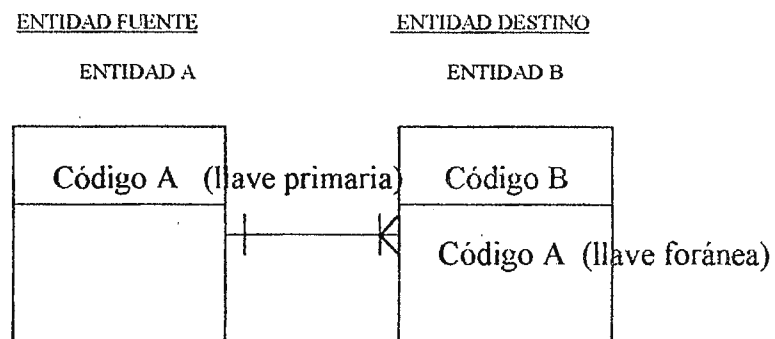 ENTIDAD FUENTE
ENTIDAD DESTINO
ENTIDAD A
ENTIDAD B
Código A (llave primaria)
Código B
Código A (llave foránea)